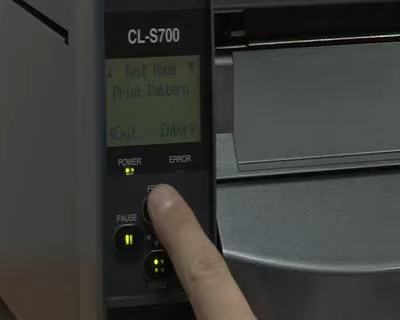 CL-S700
Test Mode
Print Pattern
Exit Enter
POWER ERROR
PAUSE
MENU